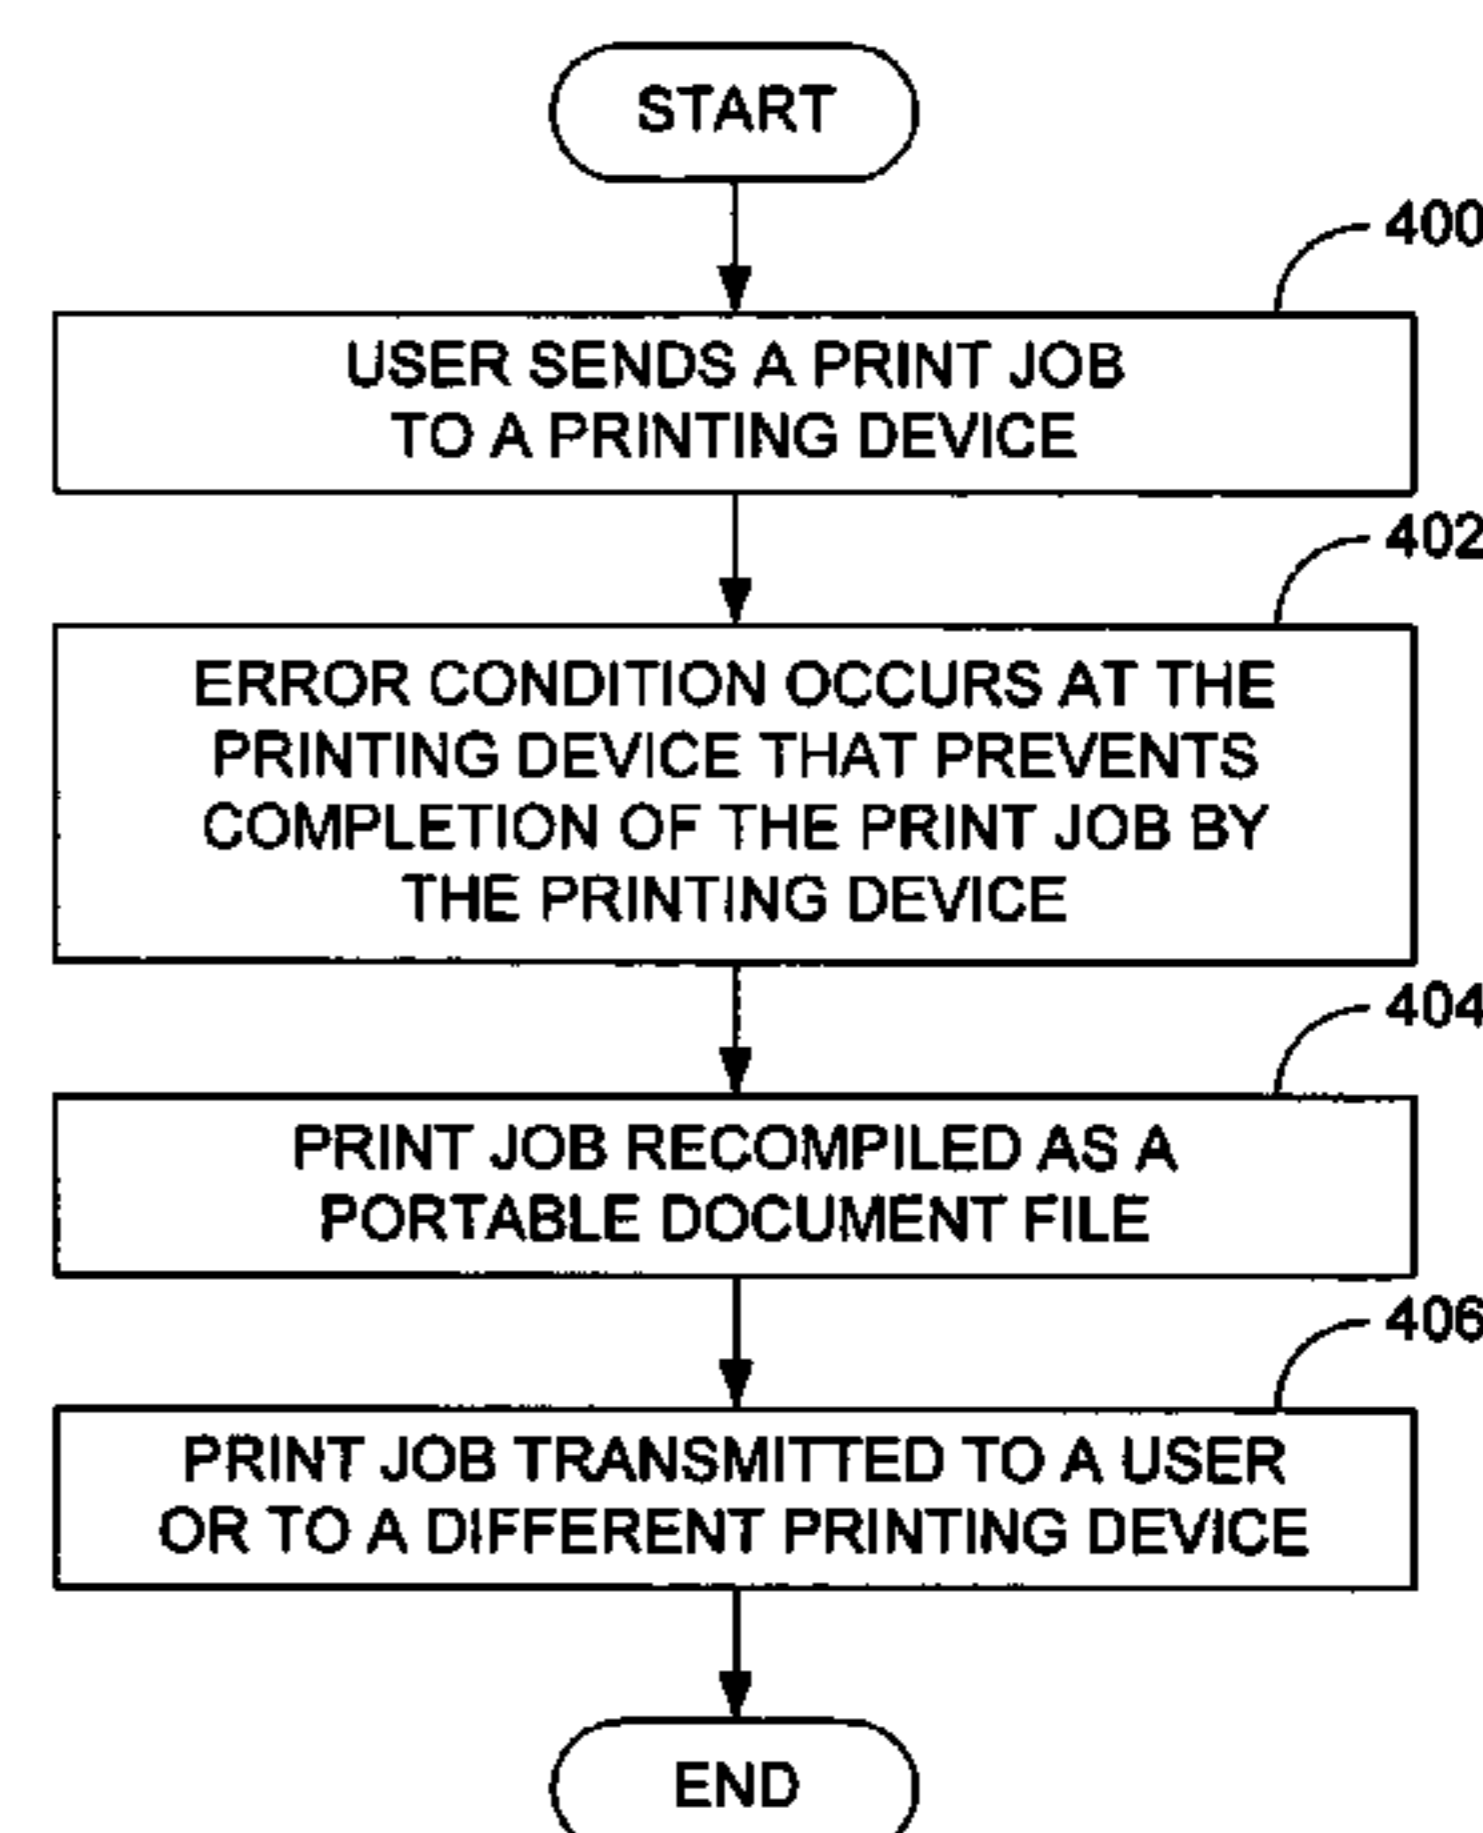 START
400
USER SENDS A PRINT JOB
TO A PRINTING DEVICE
402
ERROR CONDITION OCCURS AT THE
PRINTING DEVICE THAT PREVENTS
COMPLETION OF THE PRINT JOB BY
THE PRINTING DEVICE
404
PRINT JOB RECOMPILED AS A
PORTABLE DOCUMENT FILE
406
PRINT JOB TRANSMITTED TO A USER
OR TO A DIFFERENT PRINTING DEVICE
END